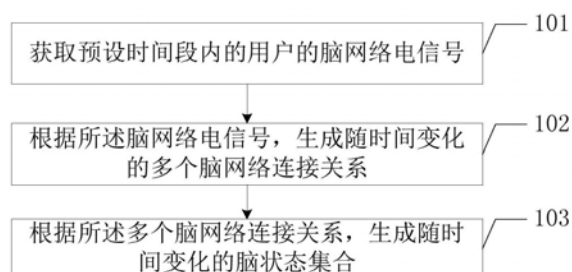 获取预设时间段内的用户的脑网络电信号
101
根据所述脑网络电信号，生成随时间变化
的多个脑网络连接关系
102
根据所述多个脑网络连接关系，生成随时
间变化的脑状态集合
103